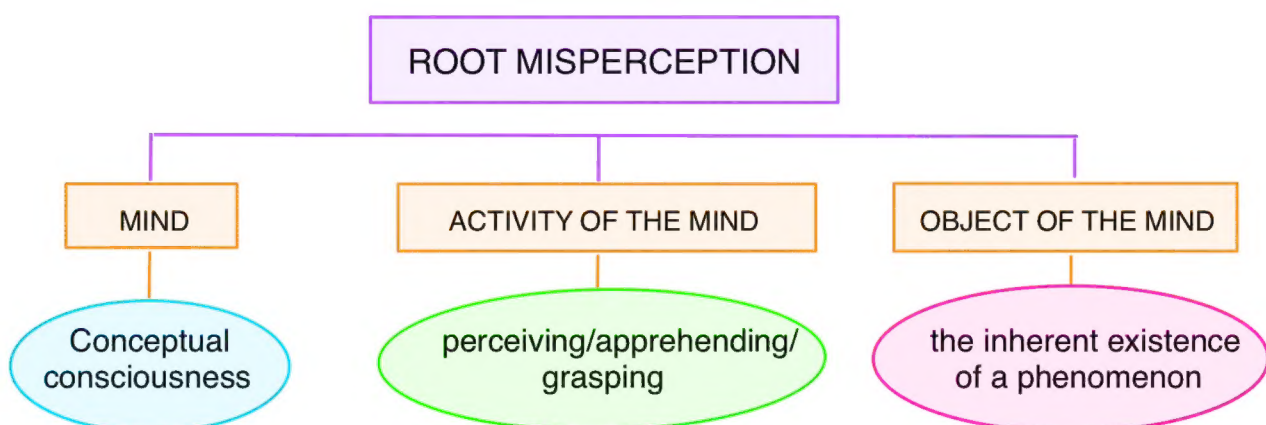 ROOT MISPERCEPTION
MIND
ACTIVITY OF THE MIND
OBJECT OF THE MIND
Conceptual
consciousness
perceiving/apprehending/
grasping
the inherent existence
of a phenomenon